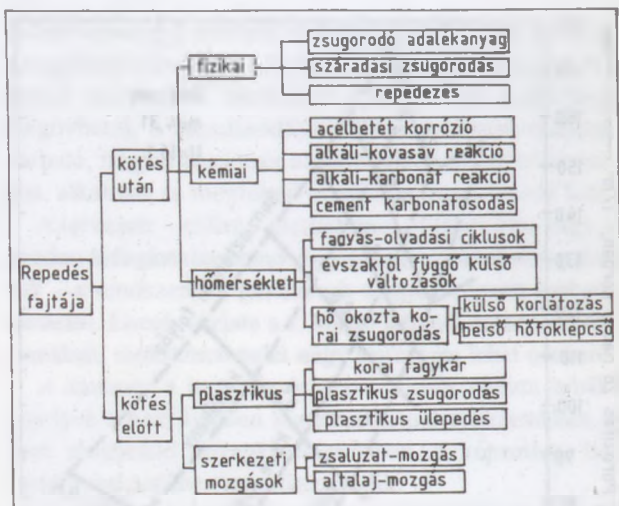 zsugorodó adalékanyag
fizikai
száradási zsugorodás
repedezés
acélbetét korrózió
kötés
után
kémiai
alkáli-kovasav reakció
alkáli-karbonát reakció
cement karbonátosodás
fagyás-olvadási ciklusok
Repedés
fajtája
hőmérséklet
évszaktól függő külső
változások
hő okozta ko-
rai zsugorodás
külső korlátozás
belső hőfoklépcső
korai fagykár
kötés
előtt
plasztikus
plasztikus zsugorodás
plasztikus ülepedés
szerkezeti
mozgások
zsaluzat-mozgás
altalaj-mozgás